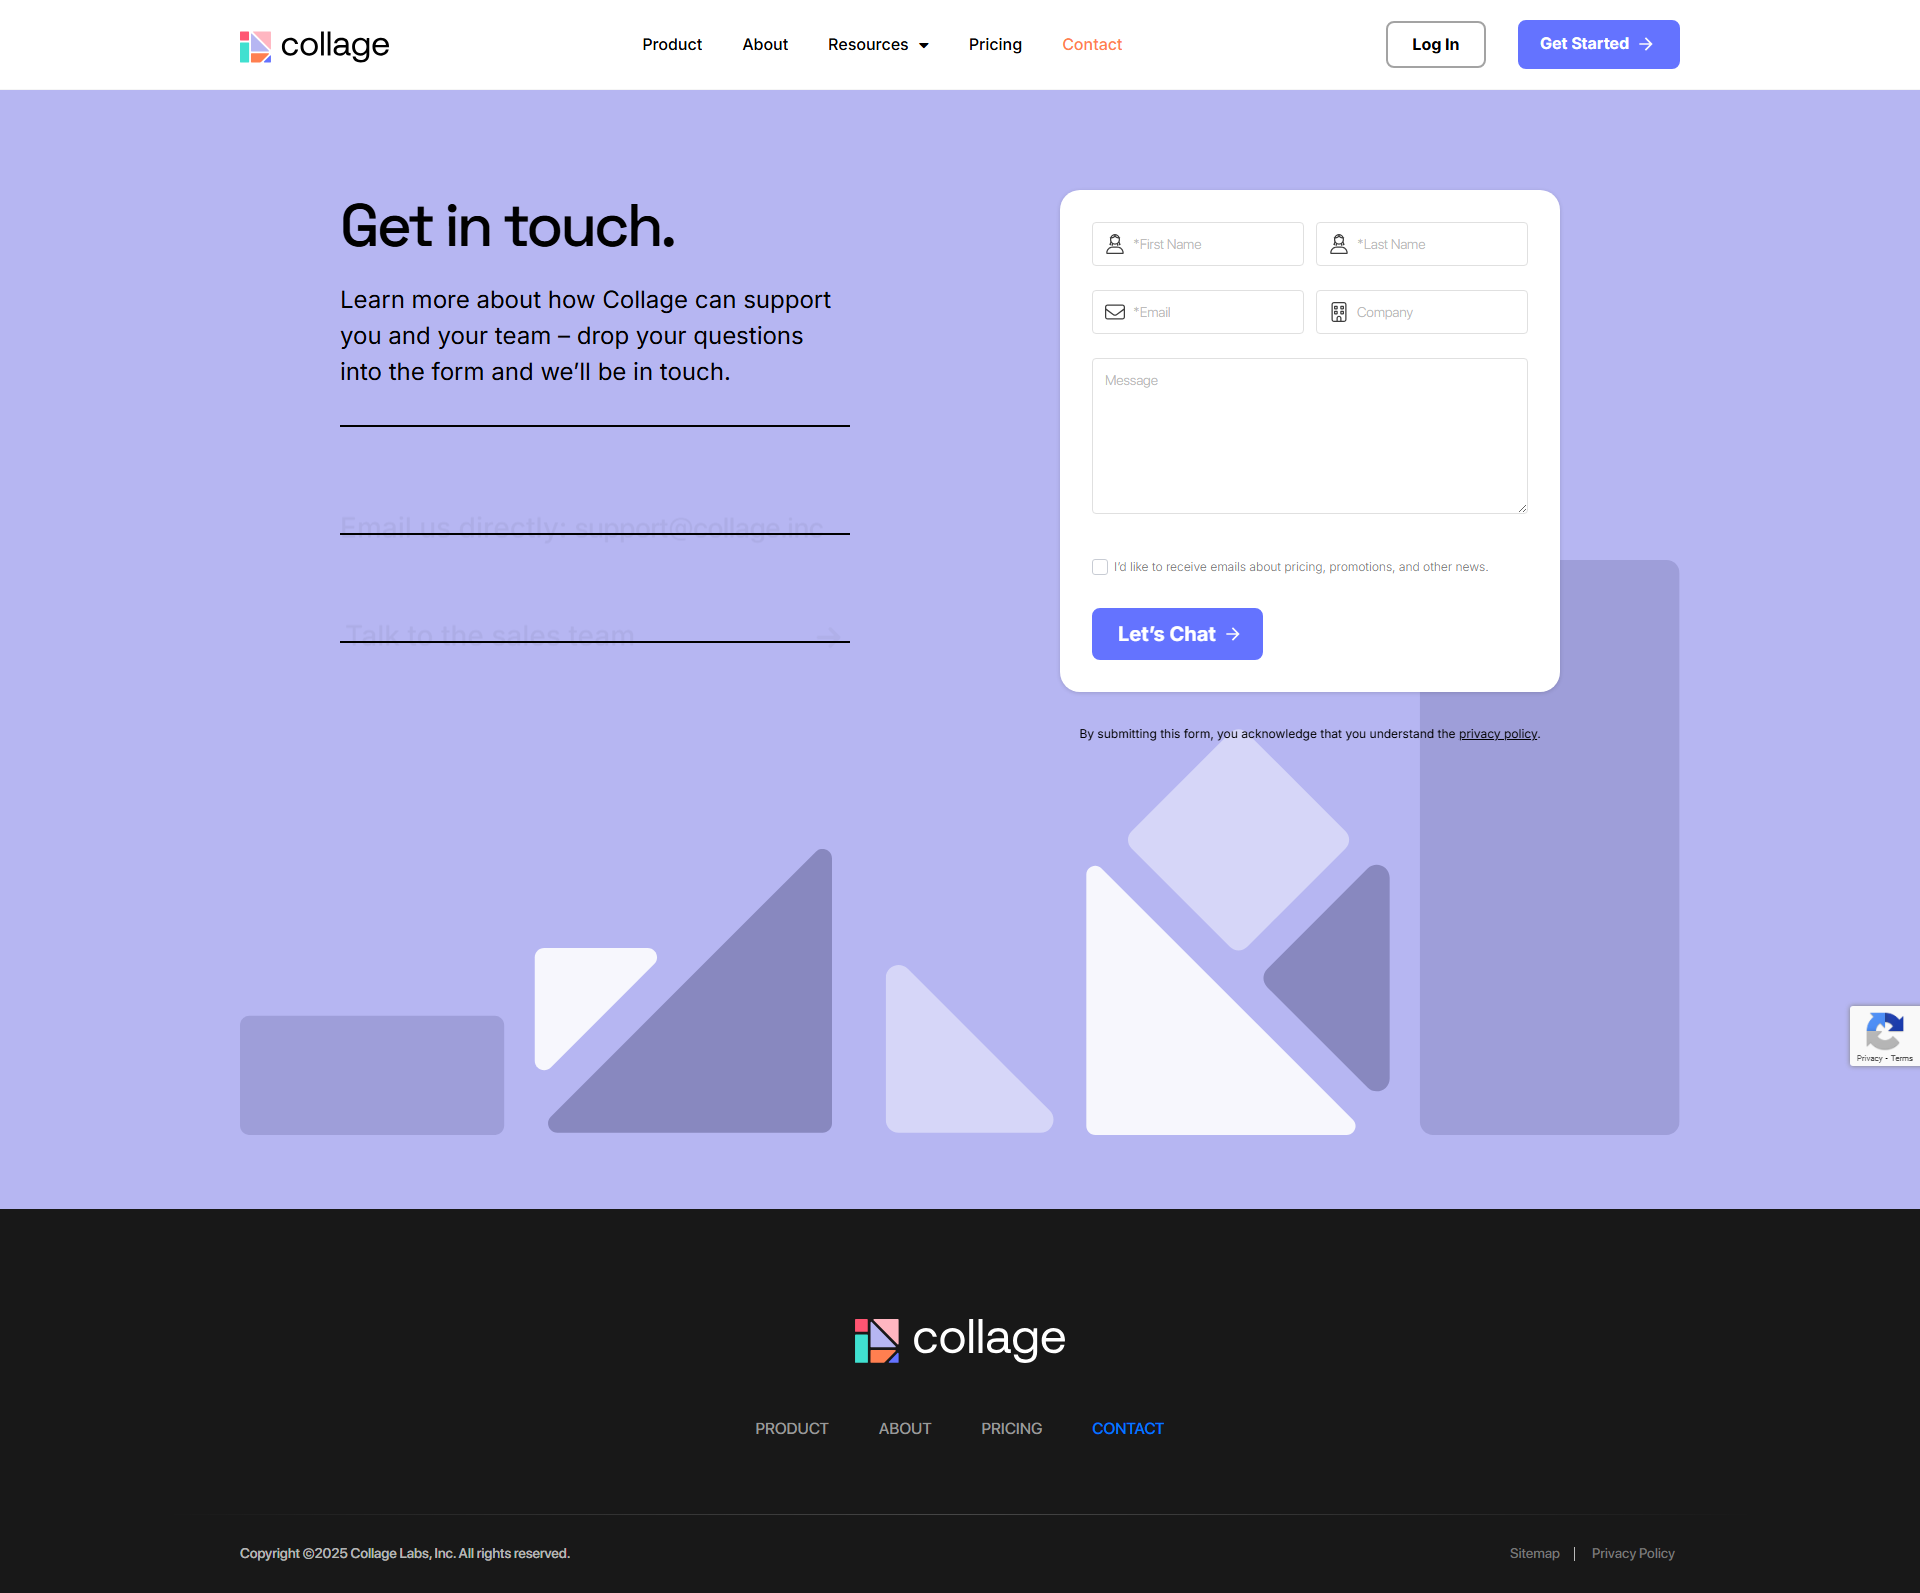 collage
Product
About
Resources
Pricing
Contact
Log In
Get Started
Get in touch.
Learn more about how Collage can support
you and your team – drop your questions
into the form and we’ll be in touch.
Email us directly: support@collage.inc
Talk to the sales team
*First Name
*Last Name
*Email
Company
Message
I’d like to receive emails about pricing, promotions, and other news.
Let’s Chat
By submitting this form, you acknowledge that you understand the privacy policy.
Privacy - Terms
collage
PRODUCT
ABOUT
PRICING
CONTACT
Copyright ©2025 Collage Labs, Inc. All rights reserved.
Sitemap
Privacy Policy